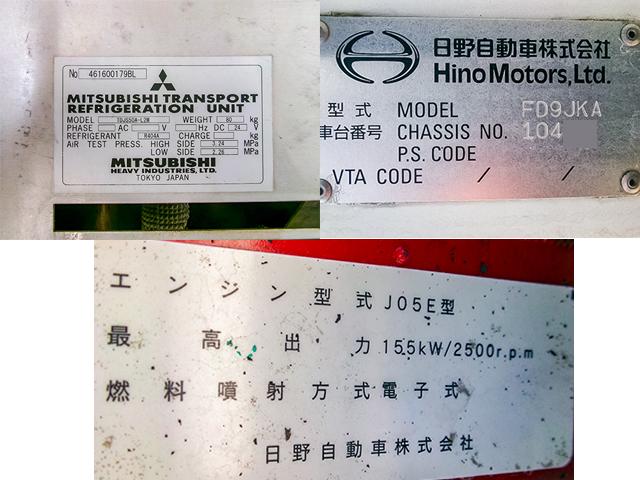 No 461600179BL
MITSUBISHI TRANSPORT
REFRIGERATION UNIT
MODEL TDJS50A-L2M WEIGHT 80 kg
PHASE AC V Hz DC 24 V
REFRIGERANT R404A CHARGE kg
AIR TEST PRESS. HIGH SIDE 3.24 MPa
LOW SIDE 2.26 MPa
MITSUBISHI
HEAVY INDUSTRIES, LTD.
TOKYO JAPAN
日野自動車株式会社
Hino Motors, Ltd.
型式 MODEL FD9JKA
車台番号 CHASSIS NO. 104
P.S. CODE
VTA CODE / /
エンジン型式 J05E型
最高出力 155kW/2500r.p.m
燃料噴射方式 電子式
日野自動車株式会社